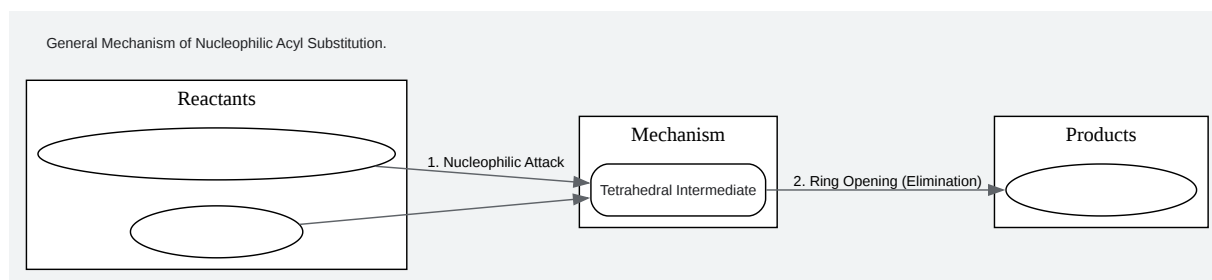 General Mechanism of Nucleophilic Acyl Substitution.
Reactants
1. Nucleophilic Attack
Mechanism
Tetrahedral Intermediate
2. Ring Opening (Elimination)
Products